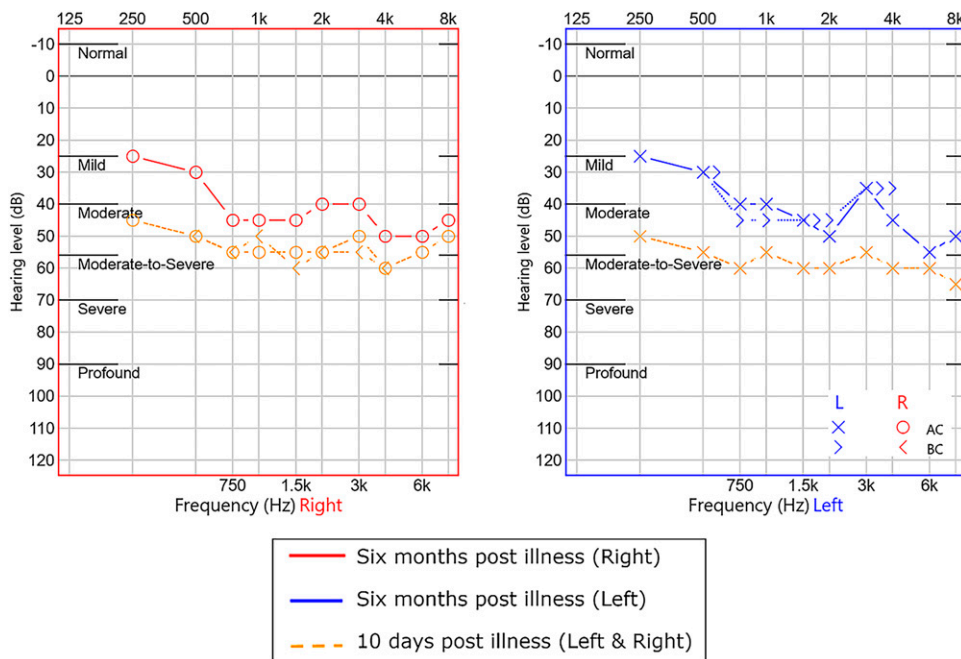 125 250 500 1k 2k 4k 8k
-10
0
10
20
30
40
50
60
70
80
90
100
110
120
Hearing level (dB)
Normal
Mild
Moderate
Moderate-to-Severe
Severe
Profound
750 1.5k 3k 6k
Frequency (Hz) Right
125 250 500 1k 2k 4k 8k
-10
0
10
20
30
40
50
60
70
80
90
100
110
120
Hearing level (dB)
Normal
Mild
Moderate
Moderate-to-Severe
Severe
Profound
L R
AC
BC
750 1.5k 3k 6k
Frequency (Hz) Left
Six months post illness (Right)
Six months post illness (Left)
10 days post illness (Left & Right)